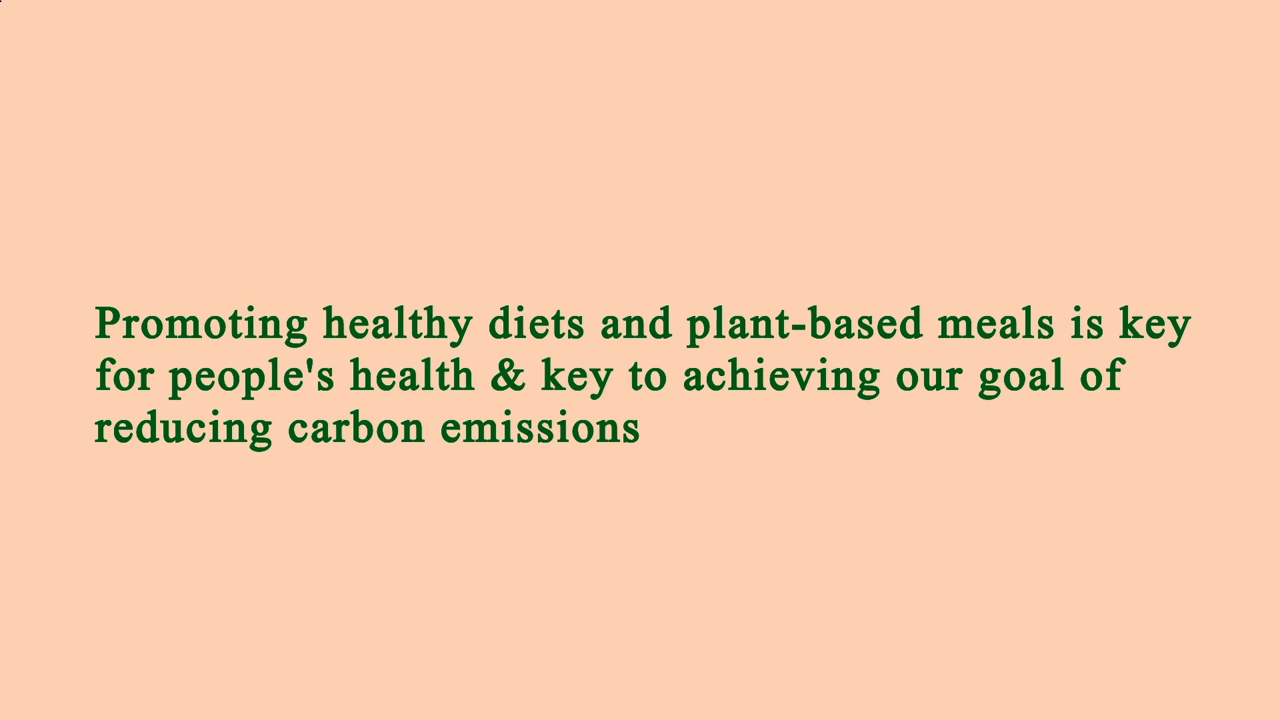 Promoting healthy diets and plant-based meals is key
for people's health & key to achieving our goal of
reducing carbon emissions